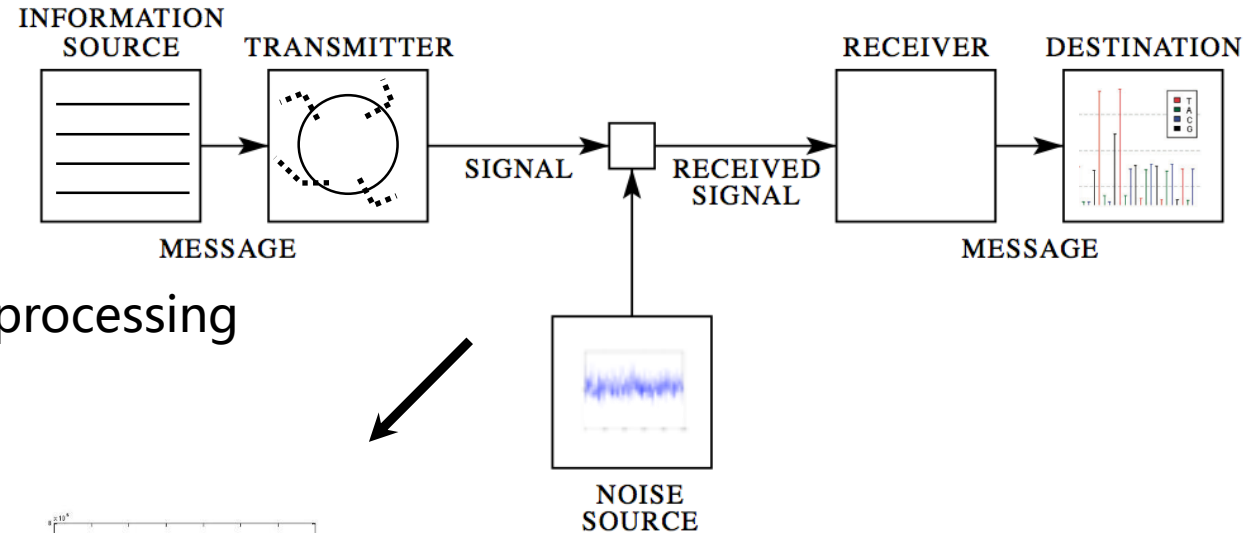 INFORMATION
SOURCE
TRANSMITTER
RECEIVER
DESTINATION
T
A
C
G
SIGNAL
RECEIVED
SIGNAL
MESSAGE
MESSAGE
processing
NOISE
SOURCE